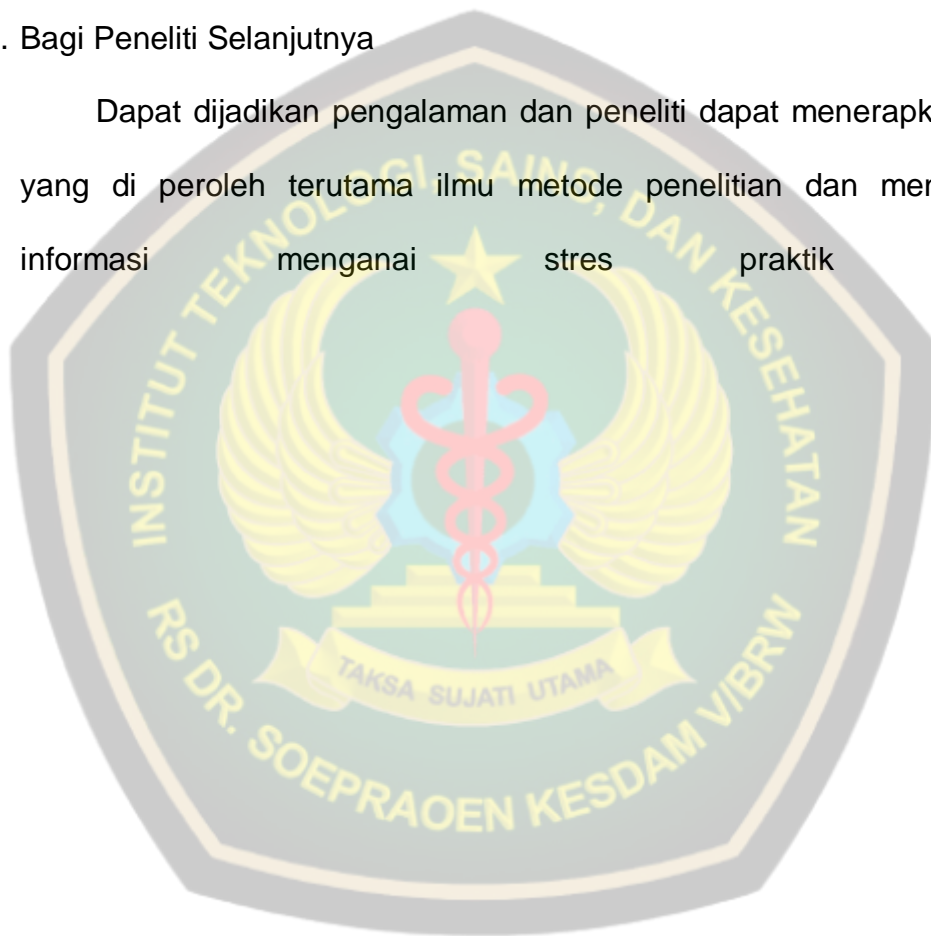 . Bagi Peneliti Selanjutnya
Dapat dijadikan pengalaman dan peneliti dapat menerapk
yang di peroleh terutama ilmu metode penelitian dan mer
informasi menganai stres praktik
INSTITUT TEKNOLOGI, SAINS, DAN KESEHATAN
TAKSA SUJATI UTAMA
RS DR. SOEPRAOEN KESDAM V/BRW